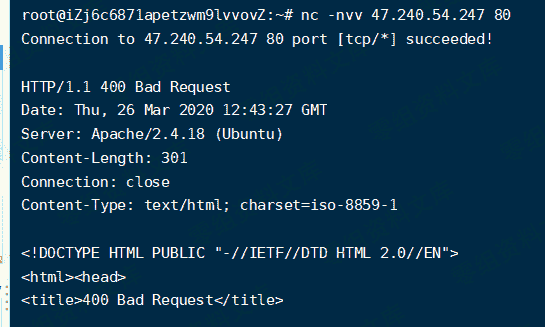 root@iZj6c6871apetzwm9lvvovZ:~# nc -nvv 47.240.54.247 80
Connection to 47.240.54.247 80 port [tcp/*] succeeded!
HTTP/1.1 400 Bad Request
Date: Thu, 26 Mar 2020 12:43:27 GMT
Server: Apache/2.4.18 (Ubuntu)
Content-Length: 301
Connection: close
Content-Type: text/html; charset=iso-8859-1
<!DOCTYPE HTML PUBLIC "-//IETF//DTD HTML 2.0//EN">
<html><head>
<title>400 Bad Request</title>